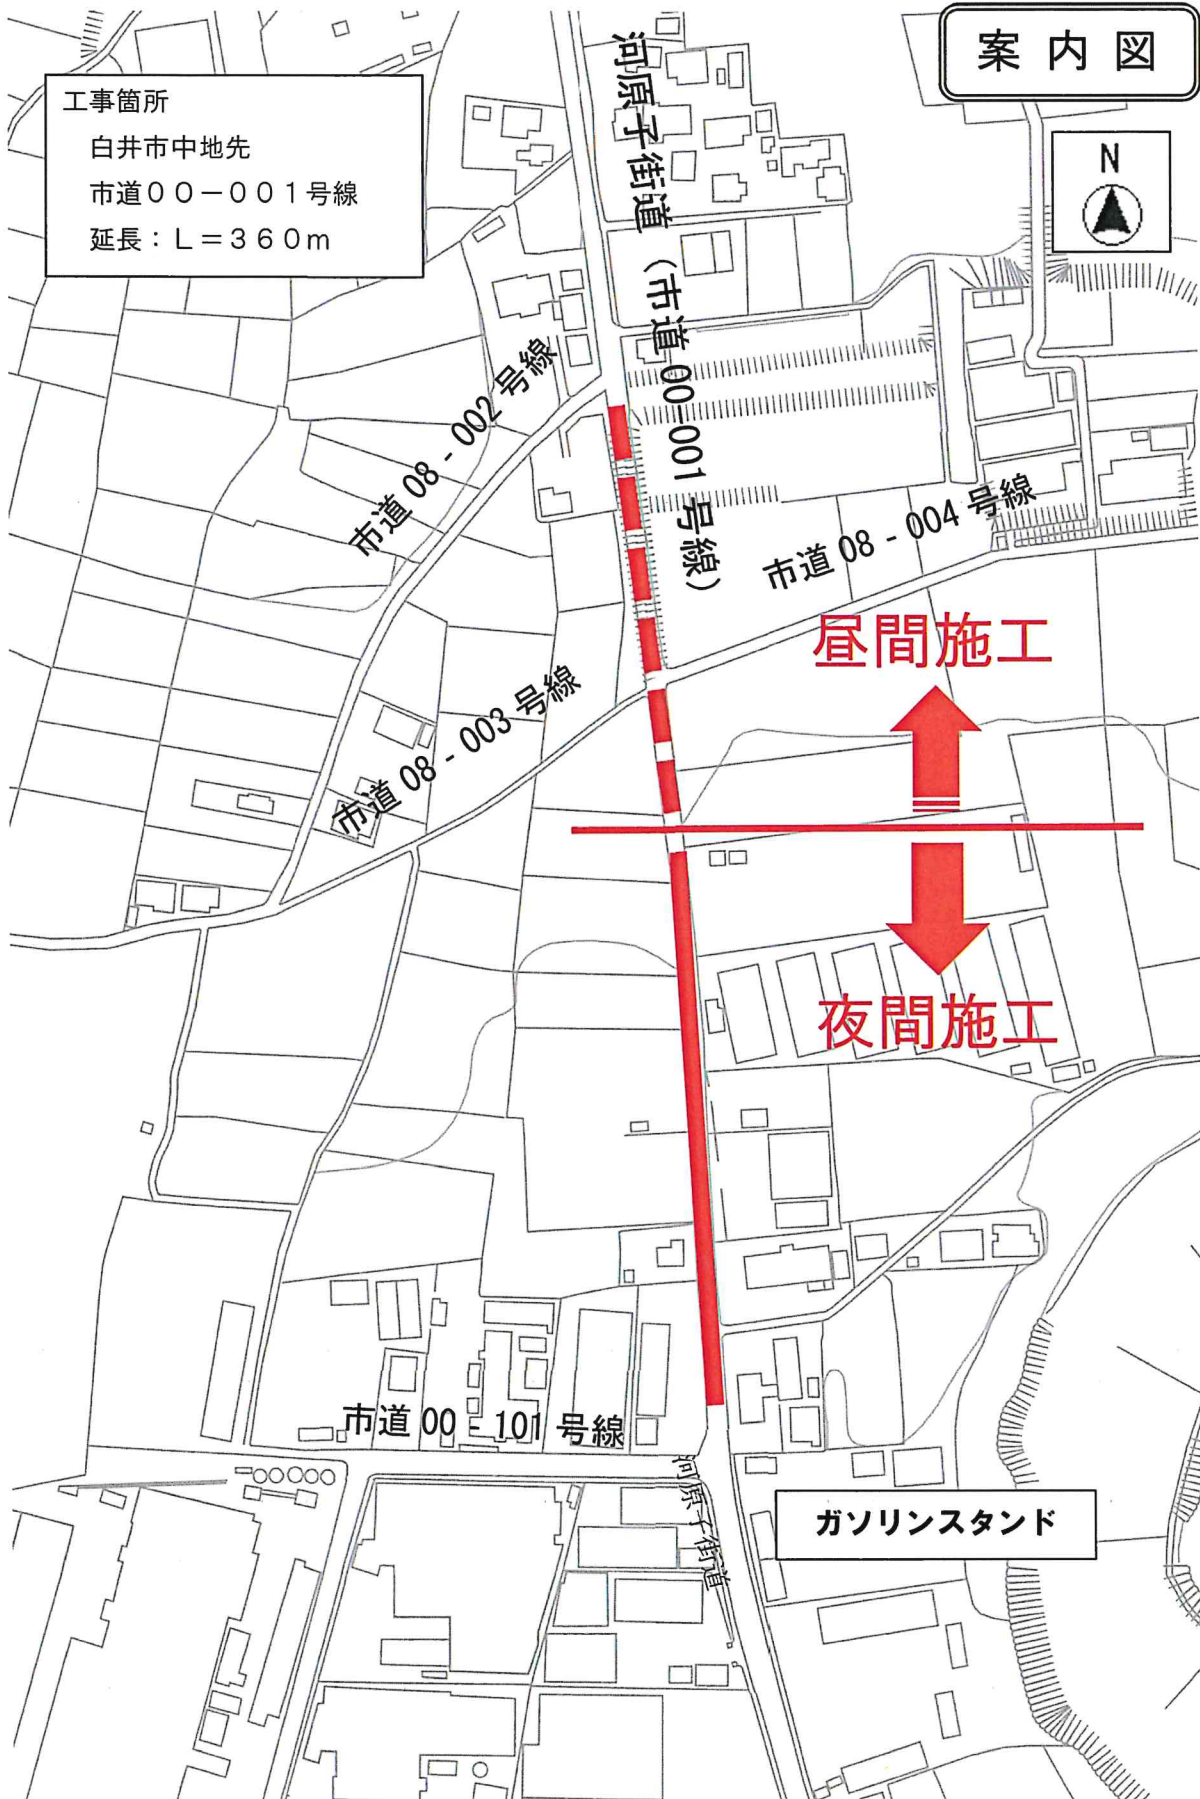 案内図
工事箇所
白井市中地先
市道００－００１号線
延長：Ｌ＝３６０ｍ
N
河原子街道（市道 00-001 号線）
市道 08 - 002 号線
市道 08 - 004 号線
昼間施工
市道 08 - 003 号線
夜間施工
市道 00 - 101 号線
河原子街道
ガソリンスタンド